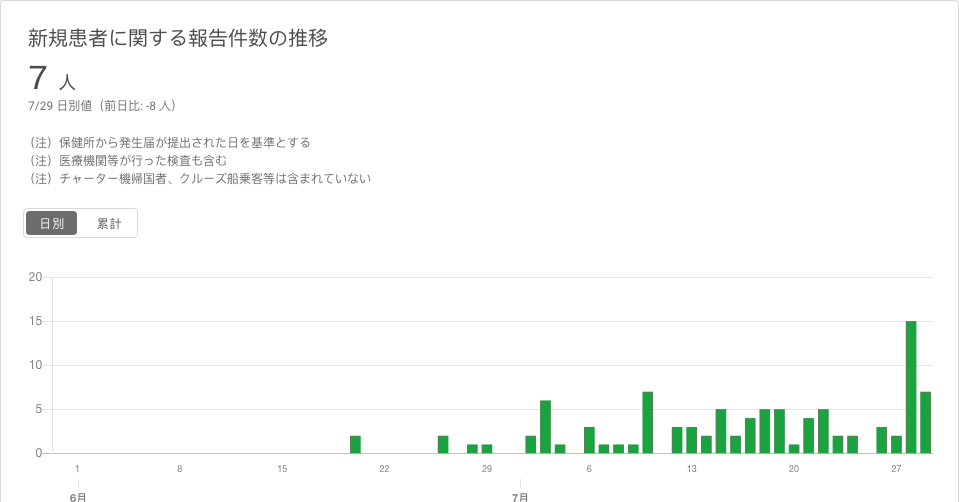 新規患者に関する報告件数の推移
7 人
7/29 日別値（前日比: -8 人）
（注）保健所から発生届が提出された日を基準とする
（注）医療機関等が行った検査も含む
（注）チャーター機帰国者、クルーズ船乗客等は含まれていない
日別 累計
20
15
10
5
0
1 8 15 22 29 6 13 20 27
6月 7月